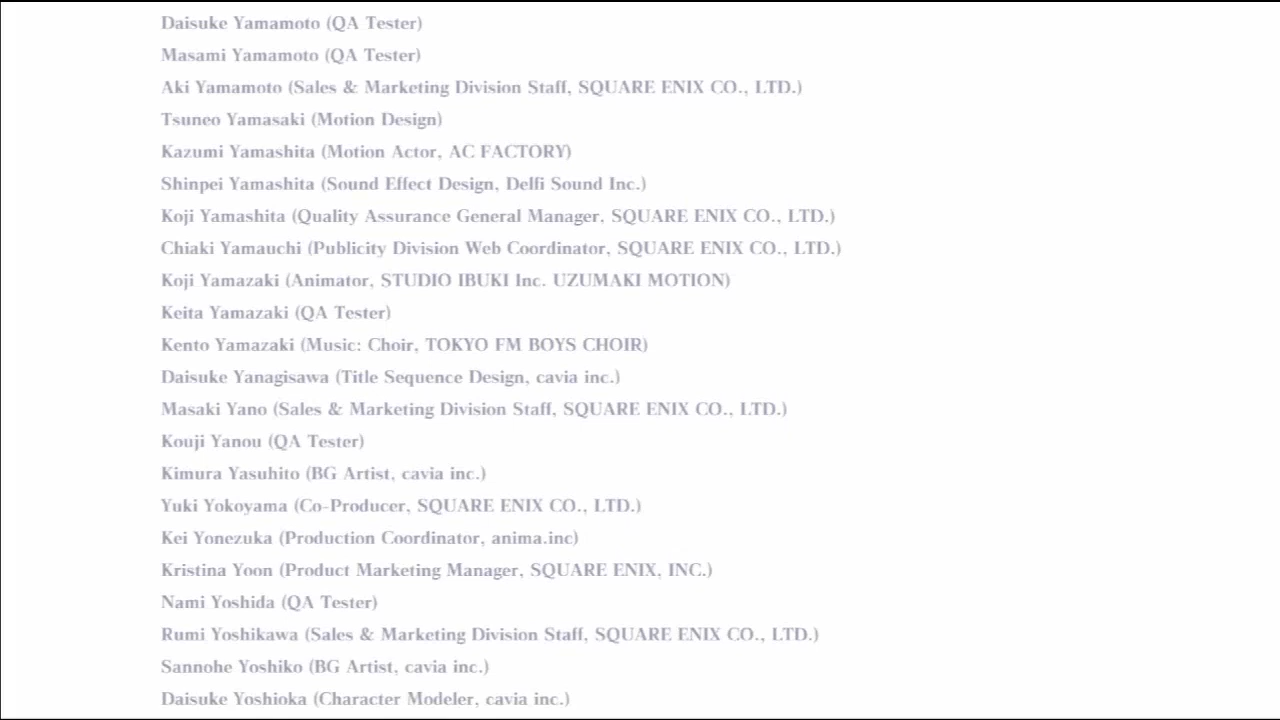 Daisuke Yamamoto (QA Tester)
Masami Yamamoto (QA Tester)
Aki Yamamoto (Sales & Marketing Division Staff, SQUARE ENIX CO., LTD.)
Tsuneo Yamasaki (Motion Design)
Kazumi Yamashita (Motion Actor, AC FACTORY)
Shinpei Yamashita (Sound Effect Design, Delfi Sound Inc.)
Koji Yamashita (Quality Assurance General Manager, SQUARE ENIX CO., LTD.)
Chiaki Yamauchi (Publicity Division Web Coordinator, SQUARE ENIX CO., LTD.)
Koji Yamazaki (Animator, STUDIO IBUKI Inc. UZUMAKI MOTION)
Keita Yamazaki (QA Tester)
Kento Yamazaki (Music: Choir, TOKYO FM BOYS CHOIR)
Daisuke Yanagisawa (Title Sequence Design, cavia inc.)
Masaki Yano (Sales & Marketing Division Staff, SQUARE ENIX CO., LTD.)
Kouji Yanou (QA Tester)
Kimura Yasuhito (BG Artist, cavia inc.)
Yuki Yokoyama (Co-Producer, SQUARE ENIX CO., LTD.)
Kei Yonezuka (Production Coordinator, anima.inc)
Kristina Yoon (Product Marketing Manager, SQUARE ENIX, INC.)
Nami Yoshida (QA Tester)
Rumi Yoshikawa (Sales & Marketing Division Staff, SQUARE ENIX CO., LTD.)
Sannohe Yoshiko (BG Artist, cavia inc.)
Daisuke Yoshioka (Character Modeler, cavia inc.)